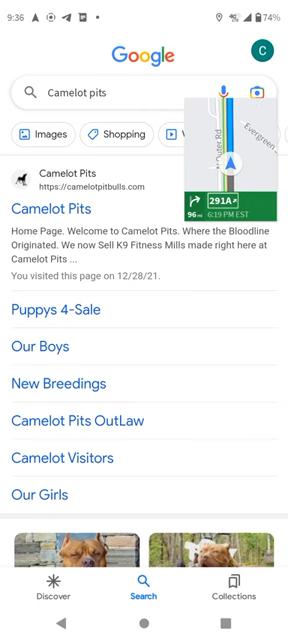 9:36
74%
Google
C
Camelot pits
Images
Shopping
N Outer Rd
Evergreen
291A
96 mi 6:19 PM EST
Camelot Pits
https://camelotpitbulls.com
Camelot Pits
Home Page. Welcome to Camelot Pits. Where the Bloodline
Originated. We now Sell K9 Fitness Mills made right here at
Camelot Pits ...
You visited this page on 12/28/21.
Puppys 4-Sale
Our Boys
New Breedings
Camelot Pits OutLaw
Camelot Visitors
Our Girls
Discover
Search
Collections